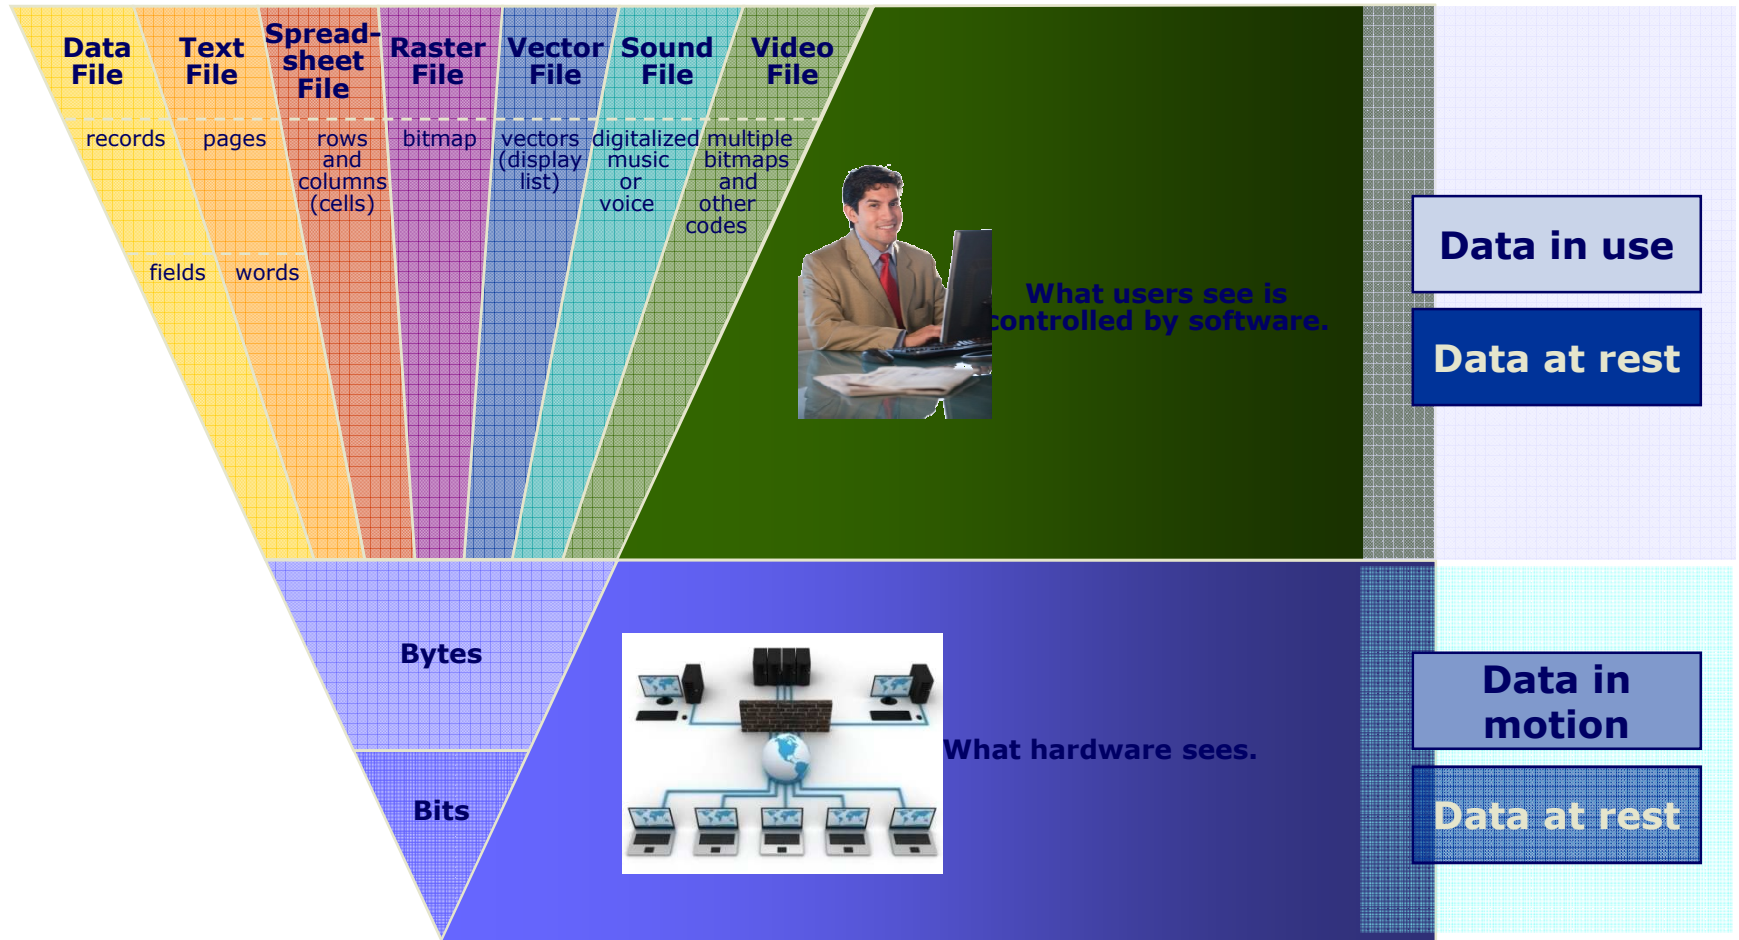 Data
File
Text
File
Spread-
sheet
File
Raster
File
Vector
File
Sound
File
Video
File
records
pages
rows
and
columns
(cells)
bitmap
vectors
(display
list)
digitalized
music
or
voice
multiple
bitmaps
and
other
codes
fields
words
What users see is
controlled by software.
Data in use
Data at rest
Bytes
Bits
What hardware sees.
Data in
motion
Data at rest